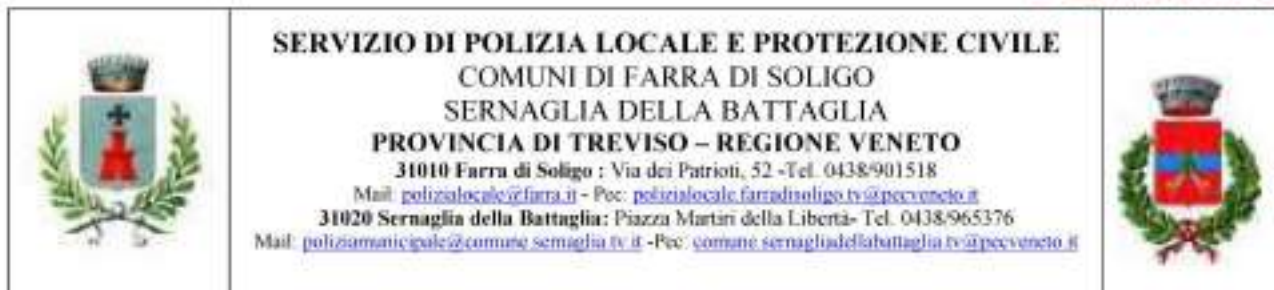 SERVIZIO DI POLIZIA LOCALE E PROTEZIONE CIVILE
COMUNI DI FARRA DI SOLIGO
SERNAGLIA DELLA BATTAGLIA
PROVINCIA DI TREVISO – REGIONE VENETO
31010 Farra di Soligo : Via dei Patrioti, 52 -Tel. 0438/901518
Mail: polizialocale@farra.it - Pec: polizialocale.farradisoligo.tv@pecveneto.it
31020 Sernaglia della Battaglia: Piazza Martiri della Libertà- Tel. 0438/965376
Mail: poliziamunicipale@comune.sernaglia.tv.it -Pec: comune.sernagliadellabattaglia.tv@pecveneto.it